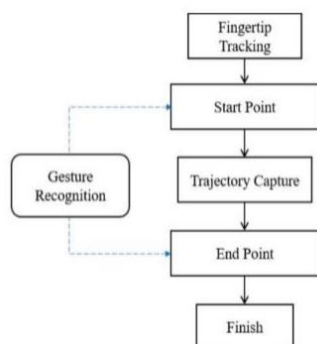 Fingertip
Tracking
Start Point
Gesture
Recognition
Trajectory Capture
End Point
Finish